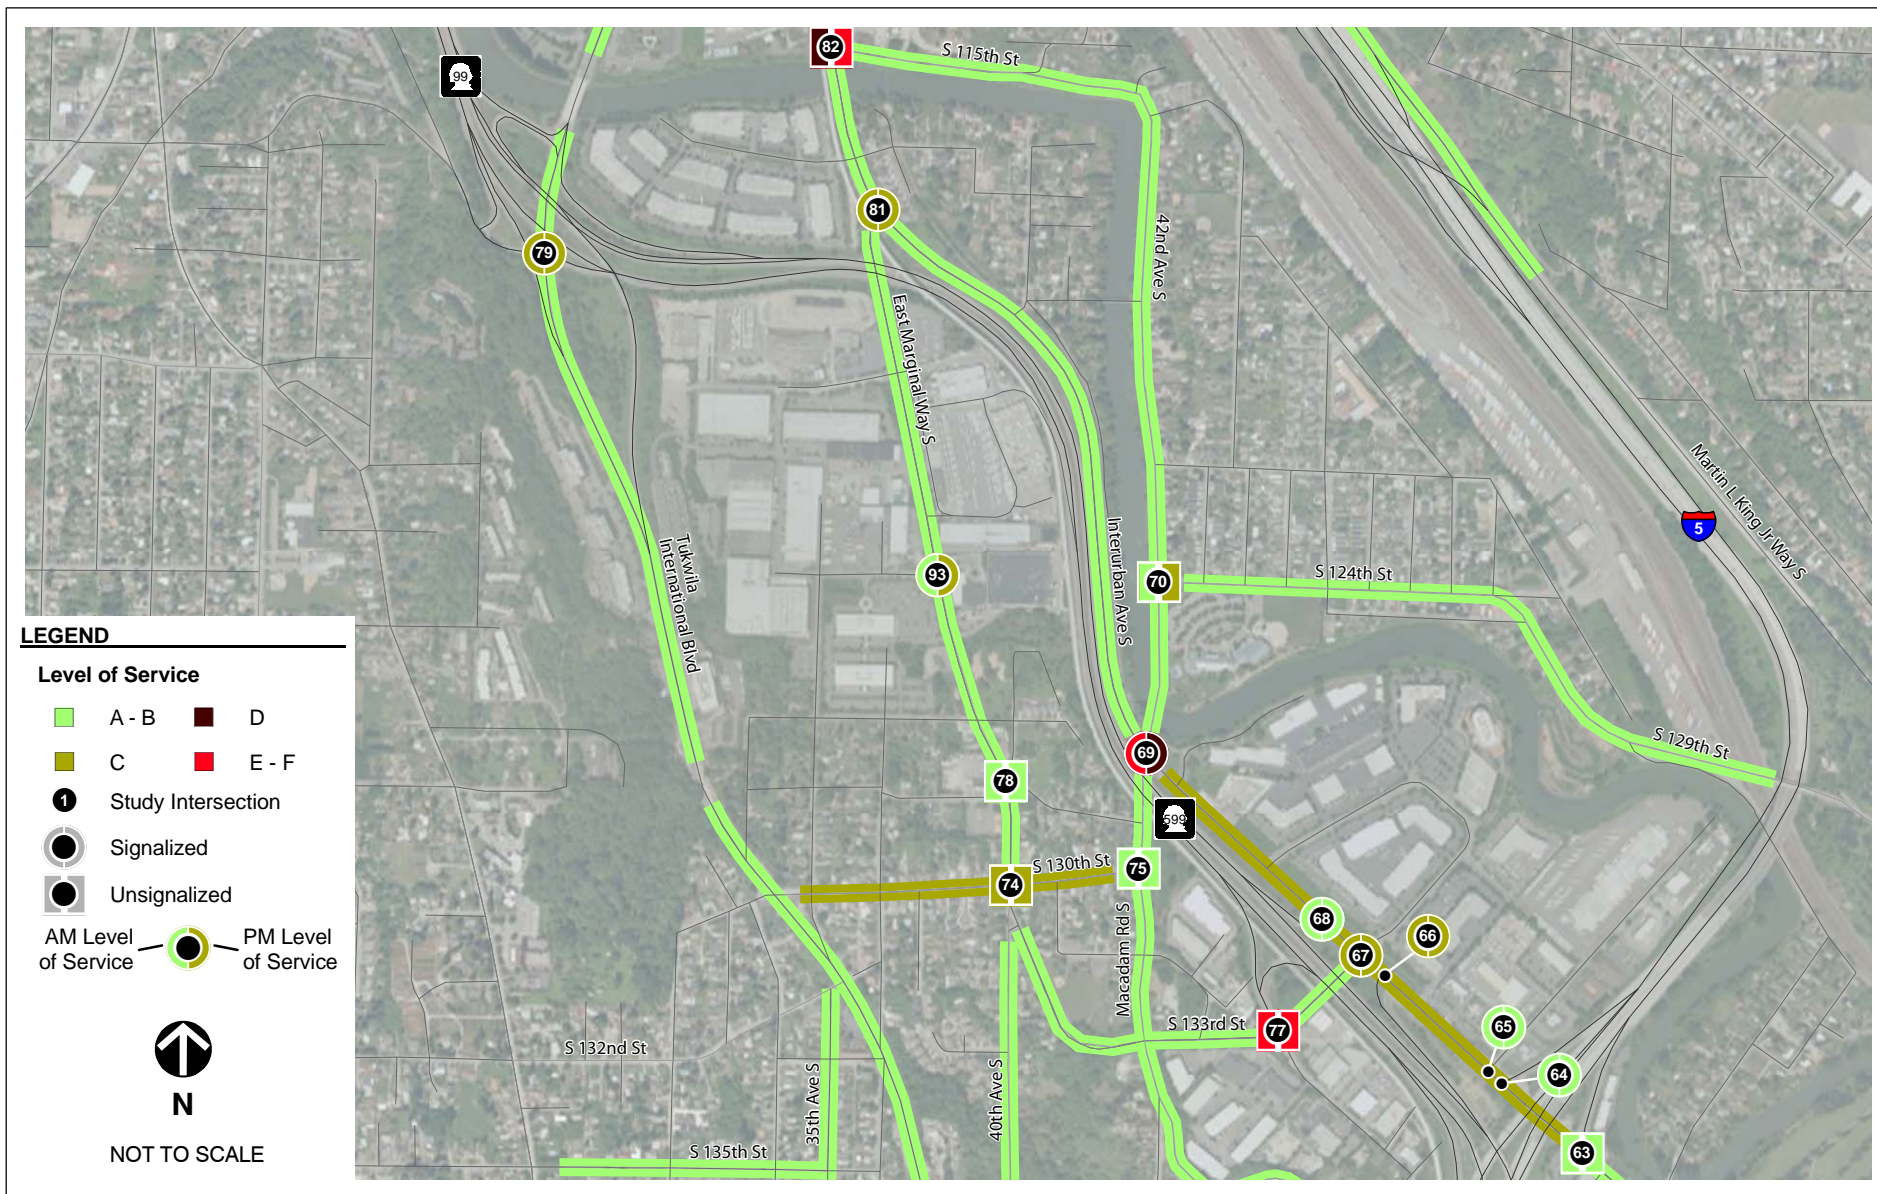 82
S 115th St
99
81
79
42nd Ave S
East Marginal Way S
Martin L King Jr Way S
5
Tukwila
International Blvd
Interurban Ave S
93
70
S 124th St
S 129th St
69
78
599
S 130th St
74
75
68
66
67
Macadam Rd S
S 133rd St
77
65
64
63
S 132nd St
35th Ave S
40th Ave S
S 135th St
LEGEND
Level of Service
A - B
D
C
E - F
1
Study Intersection
Signalized
Unsignalized
AM Level
of Service
PM Level
of Service
N
NOT TO SCALE